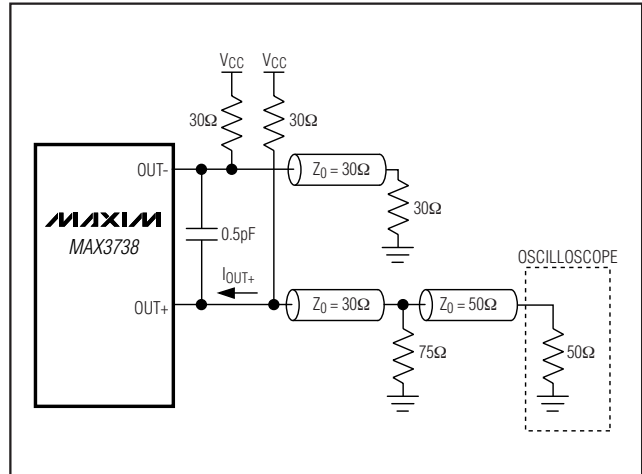 VCC VCC
30Ω 30Ω
OUT-
Z0 = 30Ω
30Ω
MAXIM
MAX3738
0.5pF
OSCILLOSCOPE
IOUT+
OUT+
Z0 = 30Ω
Z0 = 50Ω
75Ω
50Ω